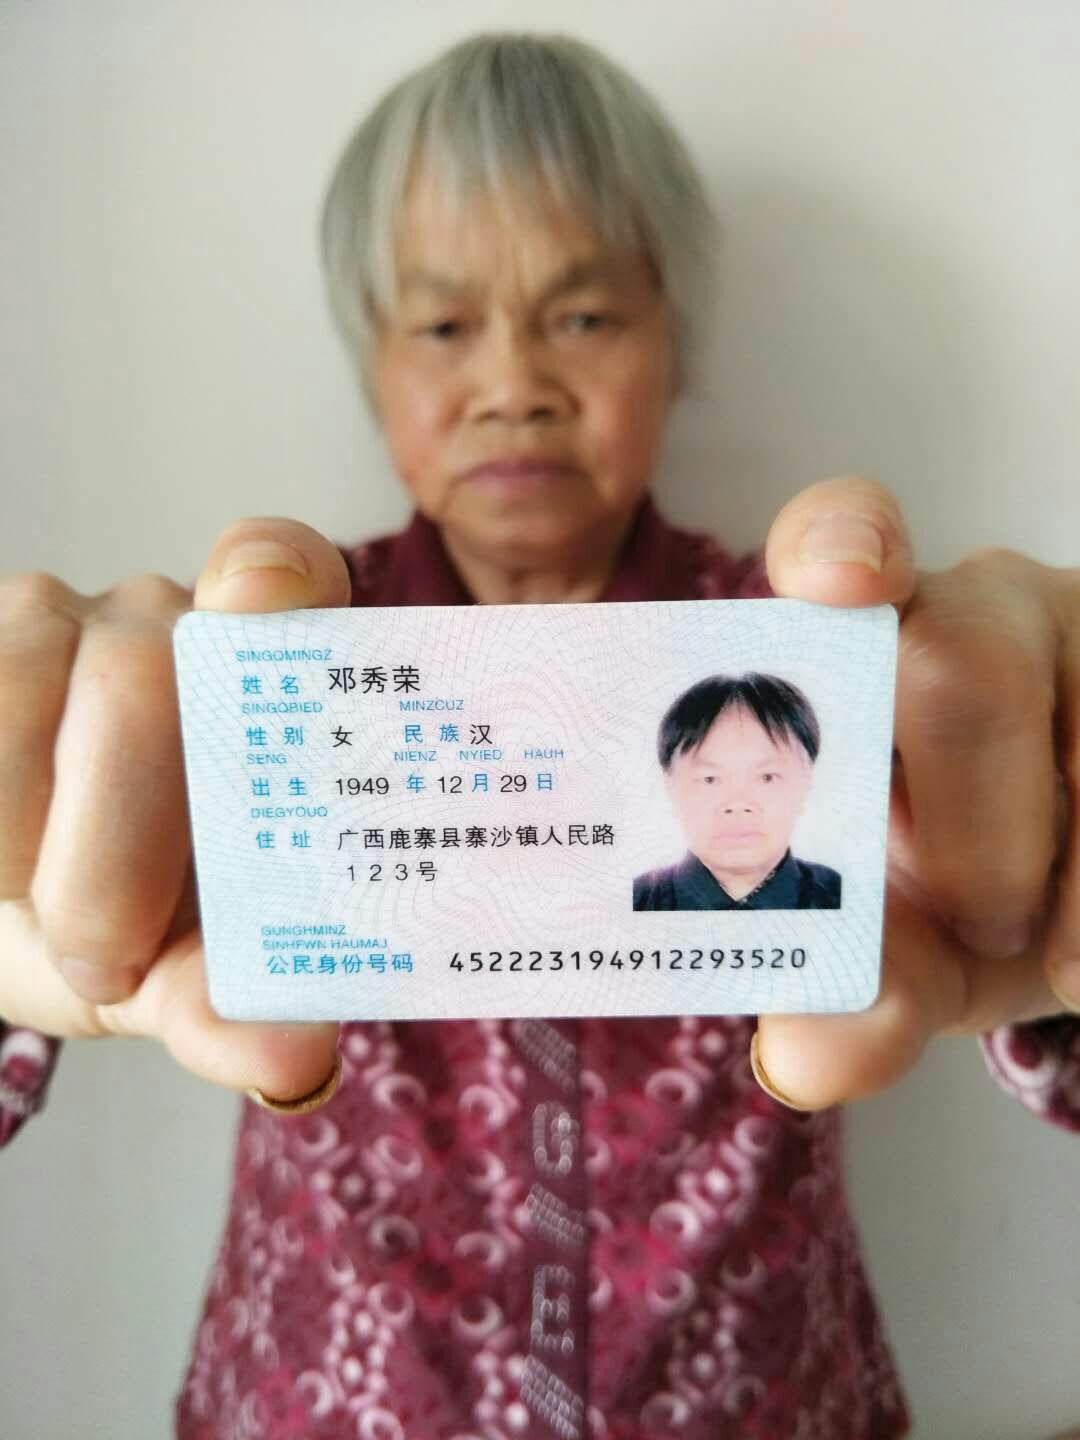 SINGQMINGZ
姓 名 邓秀荣
SINGQBIED MINZCUZ
性 别 女 民 族 汉
SENG NIENZ NYIED HAUH
出 生 1949 年 12 月 29 日
DIEGYOUQ
住 址 广西鹿寨县寨沙镇人民路
１２３号
GUNGHMINZ
SINHFWN HAUMAJ
公民身份号码 452223194912293520